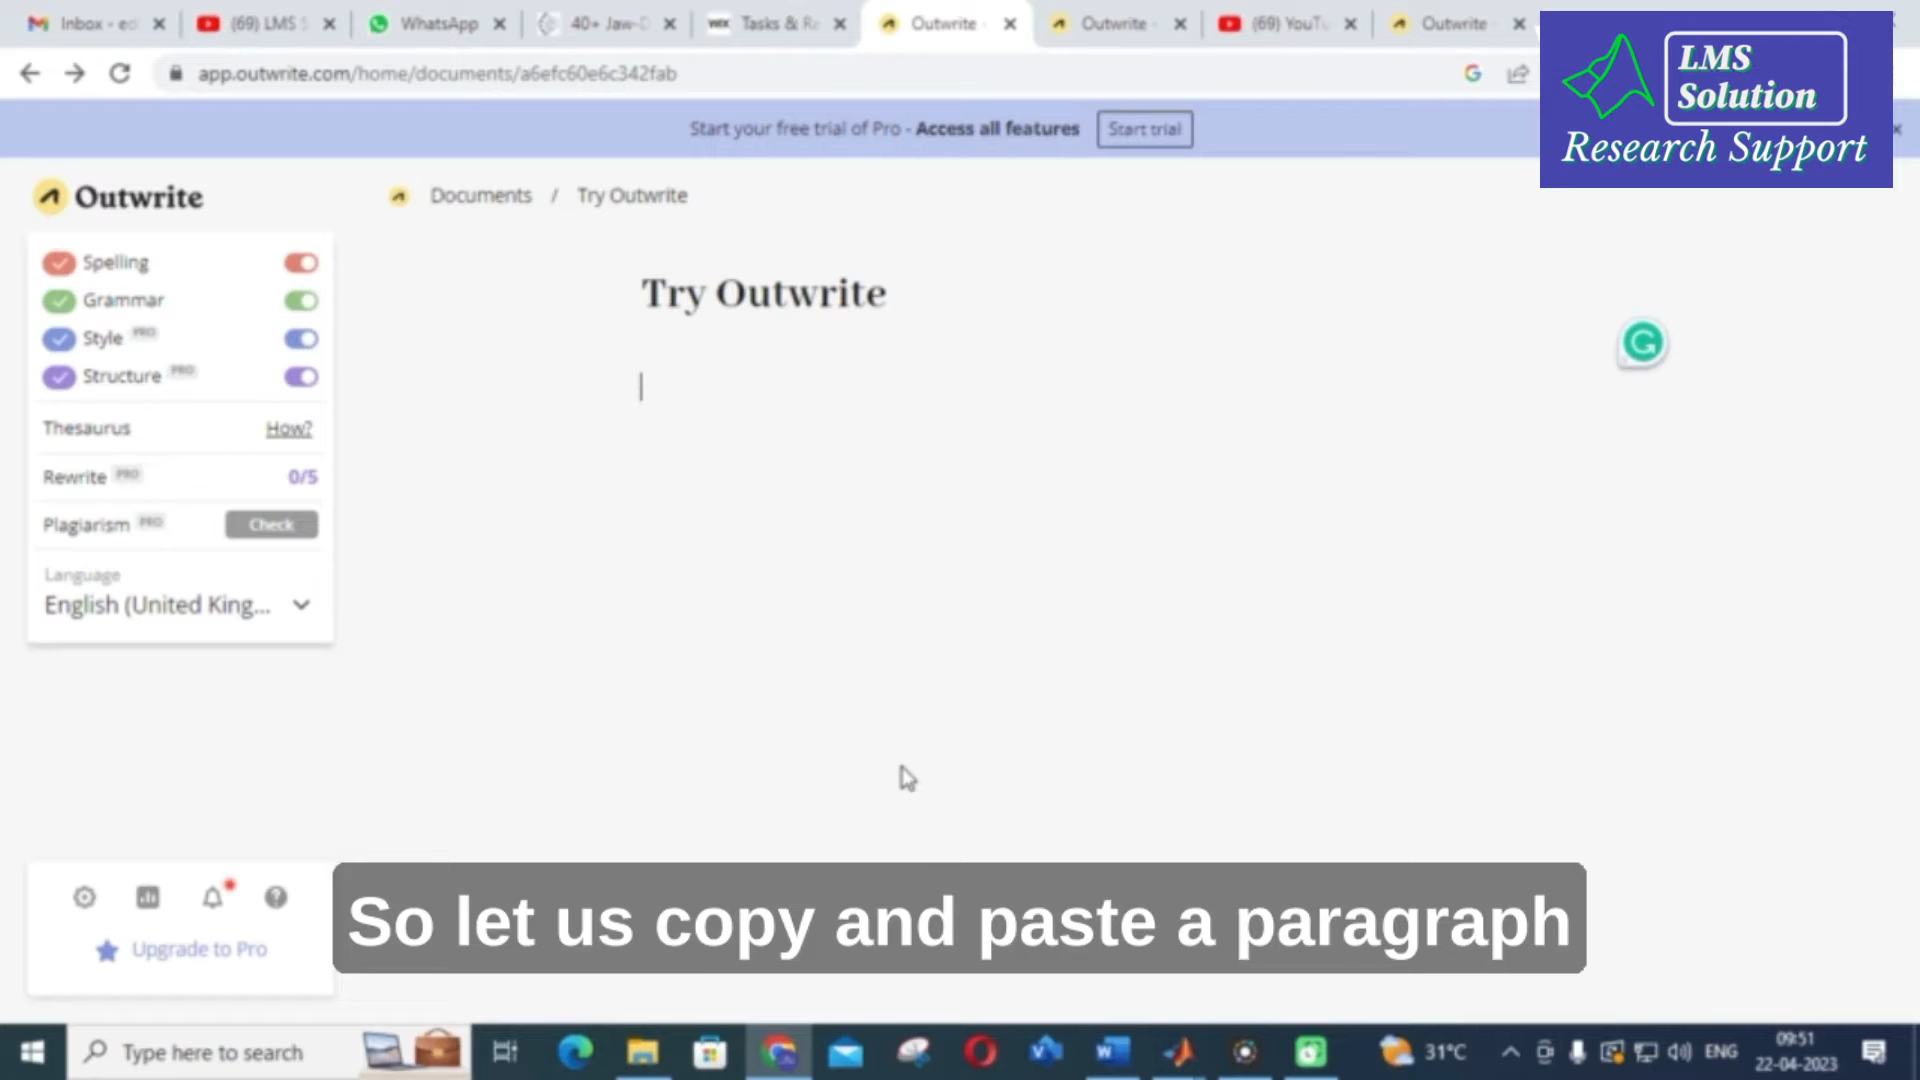 Inbox - ed
(69) LMS S
WhatsApp
40+ Jaw-D
WIX Tasks & Re
Outwrite -
Outwrite -
(69) YouTu
Outwrite
app.outwrite.com/home/documents/a6efc60e6c342fab
LMS
Solution
Research Support
Start your free trial of Pro - Access all features
Start trial
Outwrite
Documents / Try Outwrite
Spelling
Grammar
Style PRO
Structure PRO
Thesaurus How?
Rewrite PRO 0/5
Plagiarism PRO Check
Language
English (United King...
Try Outwrite
Upgrade to Pro
So let us copy and paste a paragraph
Type here to search
31°C
ENG
09:51
22-04-2023